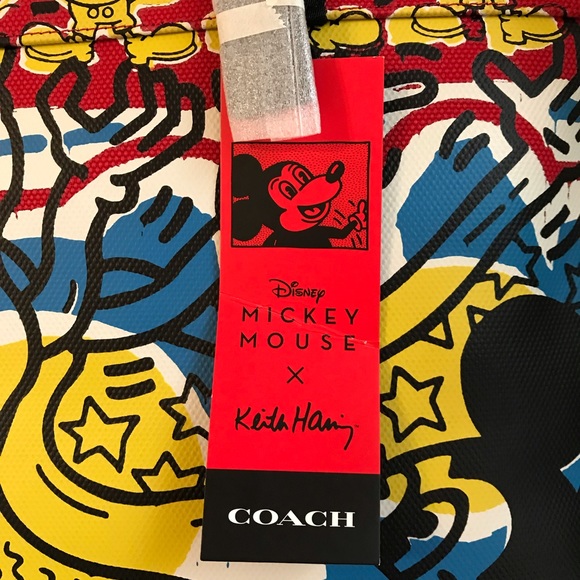 Disney
MICKEY
MOUSE
×
Keith Haring
COACH